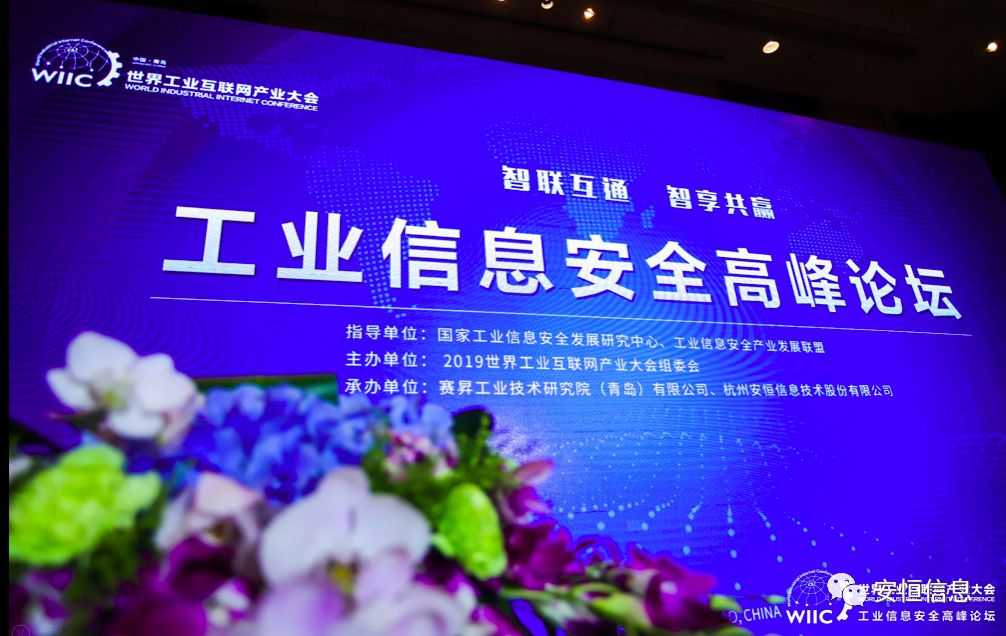 WIIC
中国·青岛
世界工业互联网产业大会
WORLD INDUSTRIAL INTERNET CONFERENCE
智联互通 智享共赢
工业信息安全高峰论坛
指导单位：国家工业信息安全发展研究中心、工业信息安全产业发展联盟
主办单位：2019世界工业互联网产业大会组委会
承办单位：赛昇工业技术研究院（青岛）有限公司、杭州安恒信息技术股份有限公司
安恒信息
O,CHINA
WIIC
工业信息安全高峰论坛